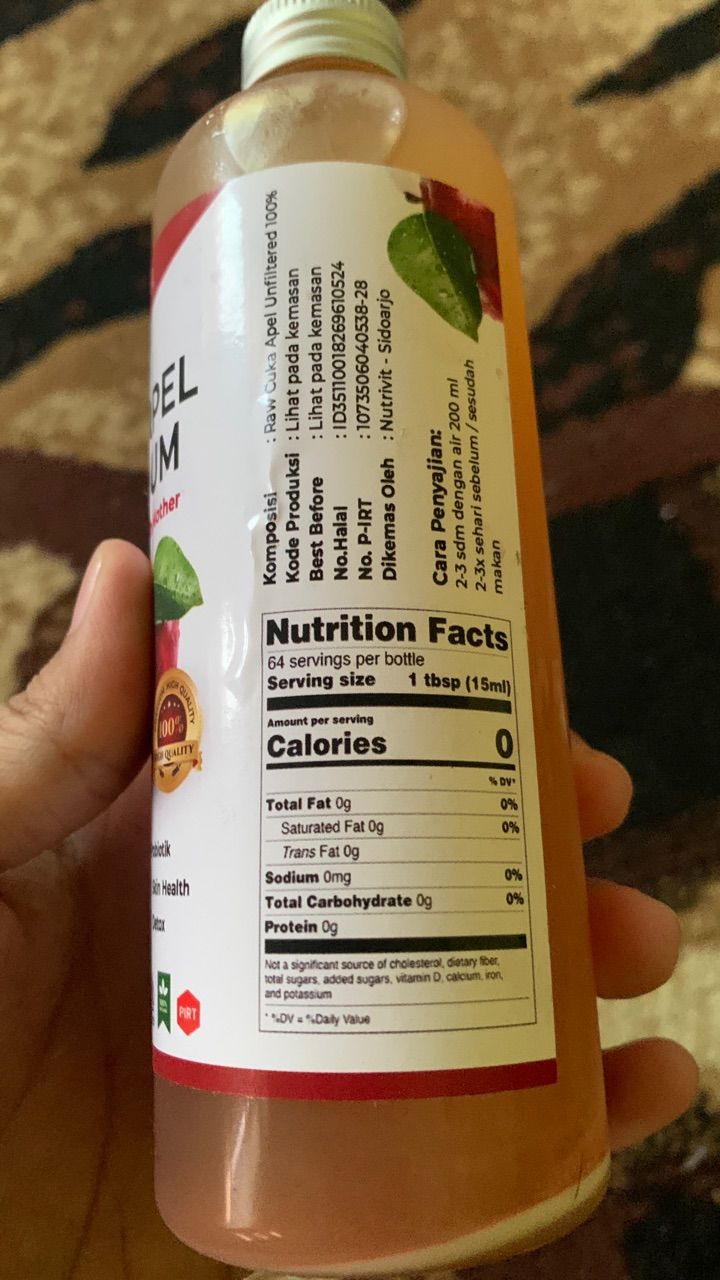 Komposisi : Raw Cuka Apel Unfiltered 100%
Kode Produksi : Lihat pada kemasan
Best Before : Lihat pada kemasan
No.Halal : ID35110018269610524
No. P-IRT : 1073506040538-28
Dikemas Oleh : Nutrivit - Sidoarjo
Cara Penyajian:
2-3 sdm dengan air 200 ml
2-3x sehari sebelum / sesudah
makan
Nutrition Facts
64 servings per bottle
Serving size 1 tbsp (15ml)
Amount per serving
Calories 0
% DV*
Total Fat 0g 0%
Saturated Fat 0g 0%
Trans Fat 0g
Sodium 0mg 0%
Total Carbohydrate 0g 0%
Protein 0g
Not a significant source of cholesterol, dietary fiber,
total sugars, added sugars, vitamin D, calcium, iron,
and potassium
* %DV = %Daily Value
PEL
UM
Mother
HIGH QUALITY
100%
QUALITY
Health
PIRT